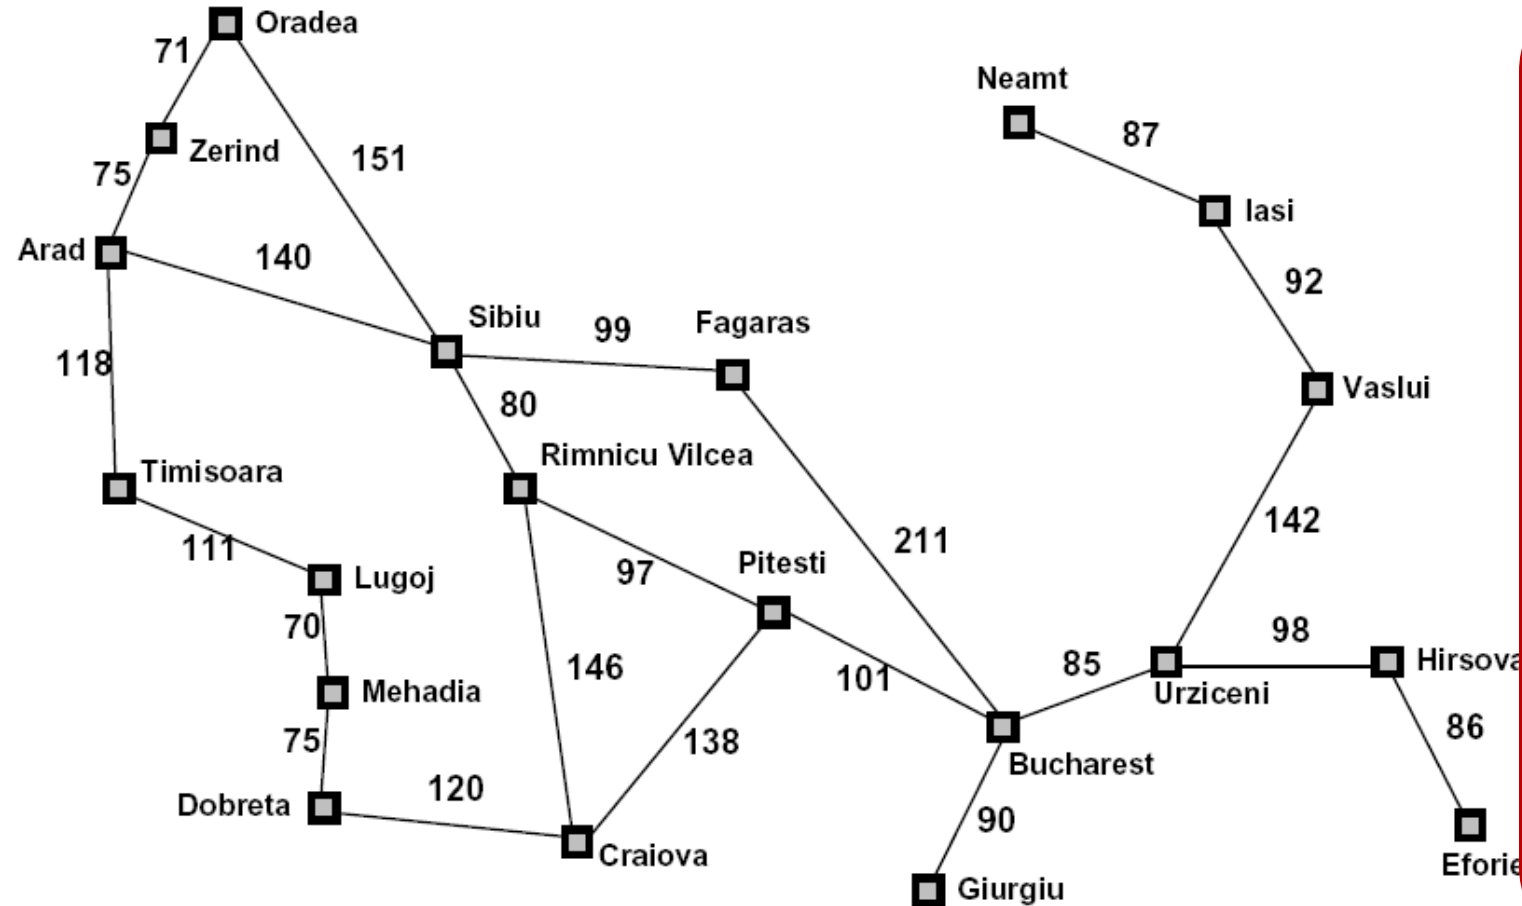 Oradea
71
Neamt
87
Zerind
151
75
Iasi
Arad
140
92
Sibiu
99
Fagaras
118
Vaslui
80
Timisoara
Rimnicu Vilcea
142
111
211
Lugoj
97
Pitesti
70
98
146
101
85
Hirsova
Mehadia
Urziceni
75
138
86
Bucharest
Dobreta
120
90
Craiova
Eforie
Giurgiu